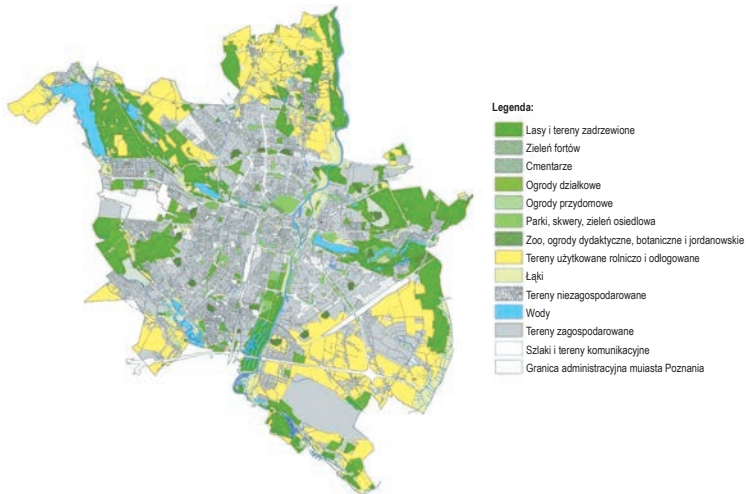 Legenda:
Lasy i tereny zadrzewione
Zieleń fortów
Cmentarze
Ogrody działkowe
Ogrody przydomowe
Parki, skwery, zieleń osiedlowa
Zoo, ogrody dydaktyczne, botaniczne i jordanowskie
Tereny użytkowane rolniczo i odłogowane
Łąki
Tereny niezagospodarowane
Wody
Tereny zagospodarowane
Szlaki i tereny komunikacyjne
Granica administracyjna muiasta Poznania